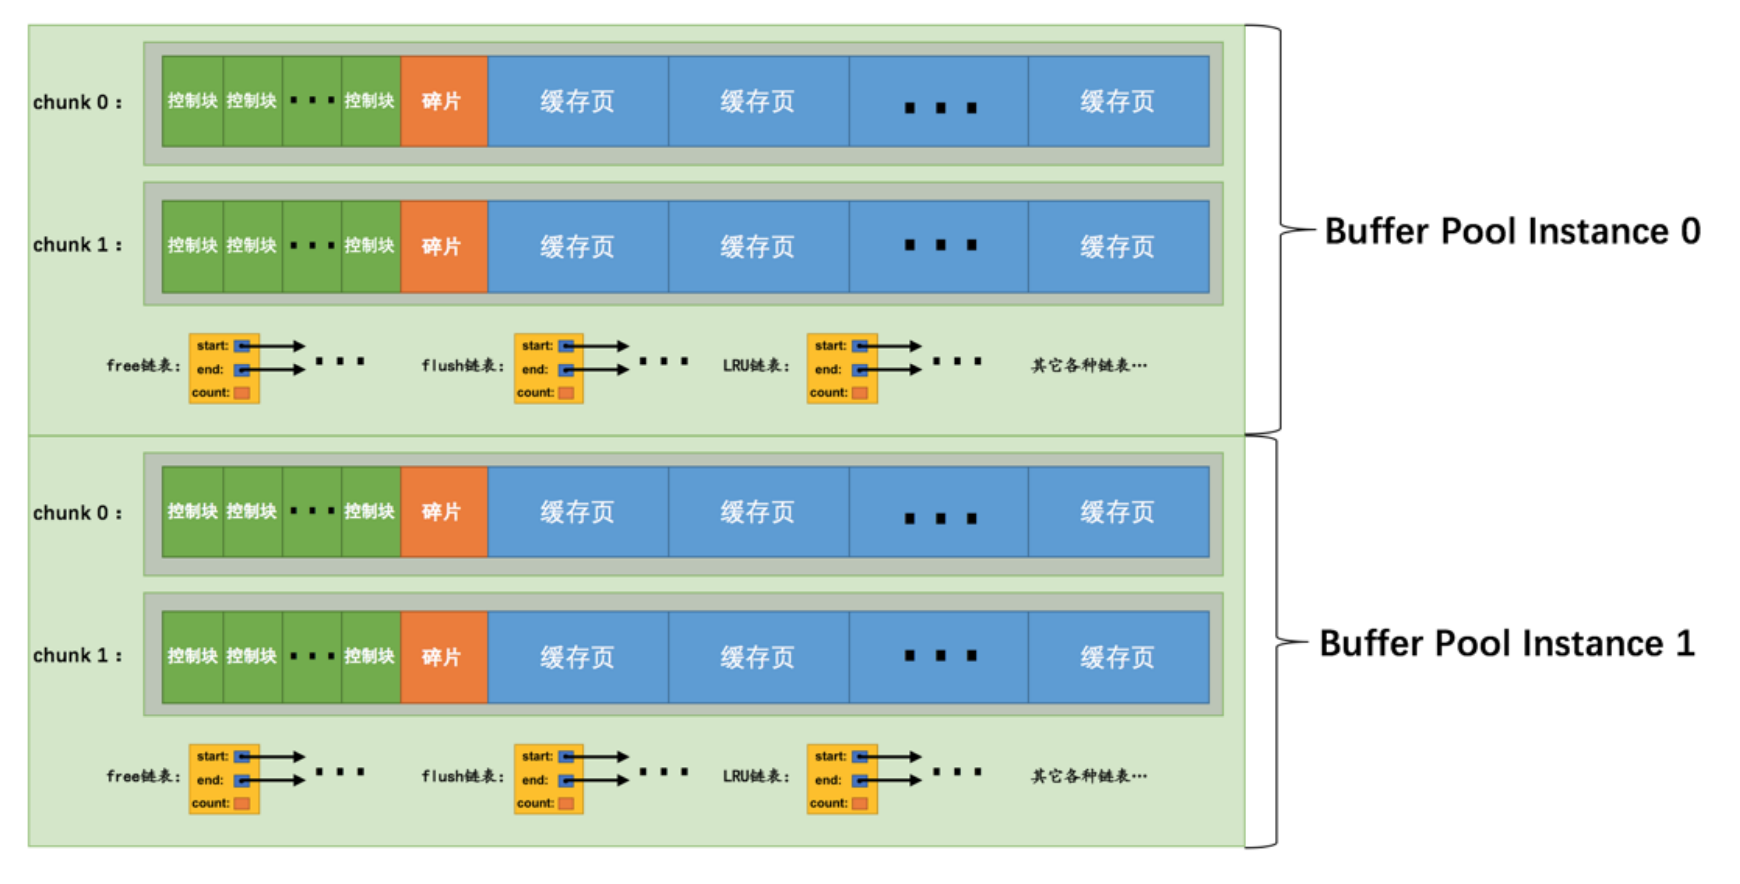 chunk 0：
控制块 控制块 ··· 控制块 碎片 缓存页 缓存页 ··· 缓存页
chunk 1：
控制块 控制块 ··· 控制块 碎片 缓存页 缓存页 ··· 缓存页
Buffer Pool Instance 0
free链表：
start:
end:
count:
···
flush链表：
start:
end:
count:
···
LRU链表：
start:
end:
count:
···
其它各种链表…
chunk 0：
控制块 控制块 ··· 控制块 碎片 缓存页 缓存页 ··· 缓存页
chunk 1：
控制块 控制块 ··· 控制块 碎片 缓存页 缓存页 ··· 缓存页
Buffer Pool Instance 1
free链表：
start:
end:
count:
···
flush链表：
start:
end:
count:
···
LRU链表：
start:
end:
count:
···
其它各种链表…